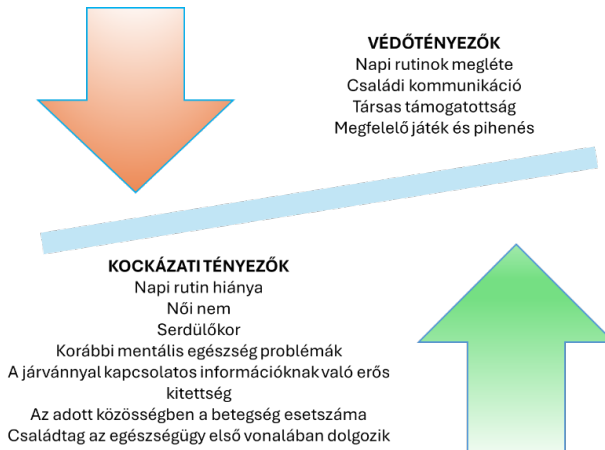 VÉDŐTÉNYEZŐK
Napi rutinok megléte
Családi kommunikáció
Társas támogatottság
Megfelelő játék és pihenés
KOCKÁZATI TÉNYEZŐK
Napi rutin hiánya
Női nem
Serdülőkor
Korábbi mentális egészség problémák
A járvánnyal kapcsolatos információknak való erős
kitettség
Az adott közösségben a betegség esetszáma
Családtag az egészségügy első vonalában dolgozik